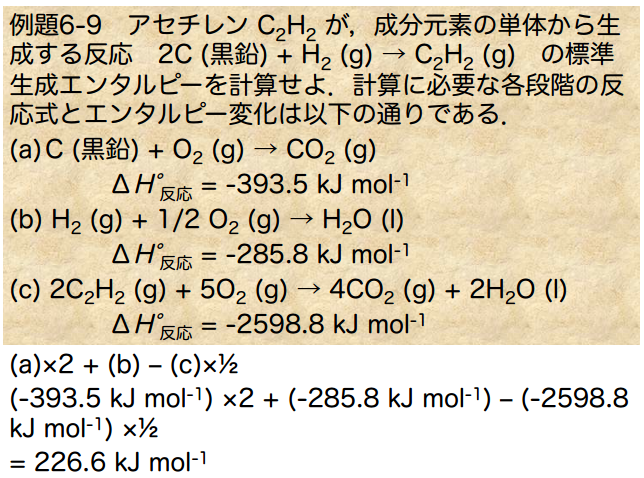 例題6-9　アセチレン C₂H₂ が，成分元素の単体から生
成する反応　2C (黒鉛) + H₂ (g) → C₂H₂ (g)　の標準
生成エンタルピーを計算せよ．計算に必要な各段階の反
応式とエンタルピー変化は以下の通りである．
(a) C (黒鉛) + O₂ (g) → CO₂ (g)
ΔH°反応 = -393.5 kJ mol⁻¹
(b) H₂ (g) + 1/2 O₂ (g) → H₂O (l)
ΔH°反応 = -285.8 kJ mol⁻¹
(c) 2C₂H₂ (g) + 5O₂ (g) → 4CO₂ (g) + 2H₂O (l)
ΔH°反応 = -2598.8 kJ mol⁻¹
(a)×2 + (b) – (c)×½
(-393.5 kJ mol⁻¹) ×2 + (-285.8 kJ mol⁻¹) – (-2598.8
kJ mol⁻¹) ×½
= 226.6 kJ mol⁻¹